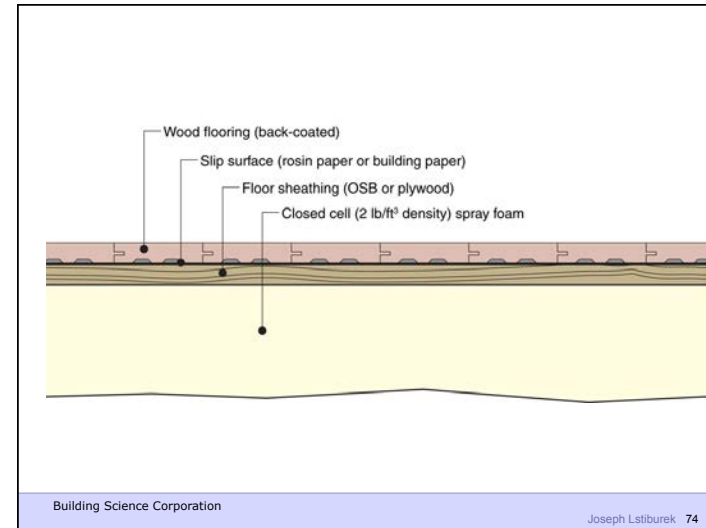 Wood flooring (back-coated)
Slip surface (rosin paper or building paper)
Floor sheathing (OSB or plywood)
Closed cell (2 lb/ft³ density) spray foam
Building Science Corporation
Joseph Lstiburek 74